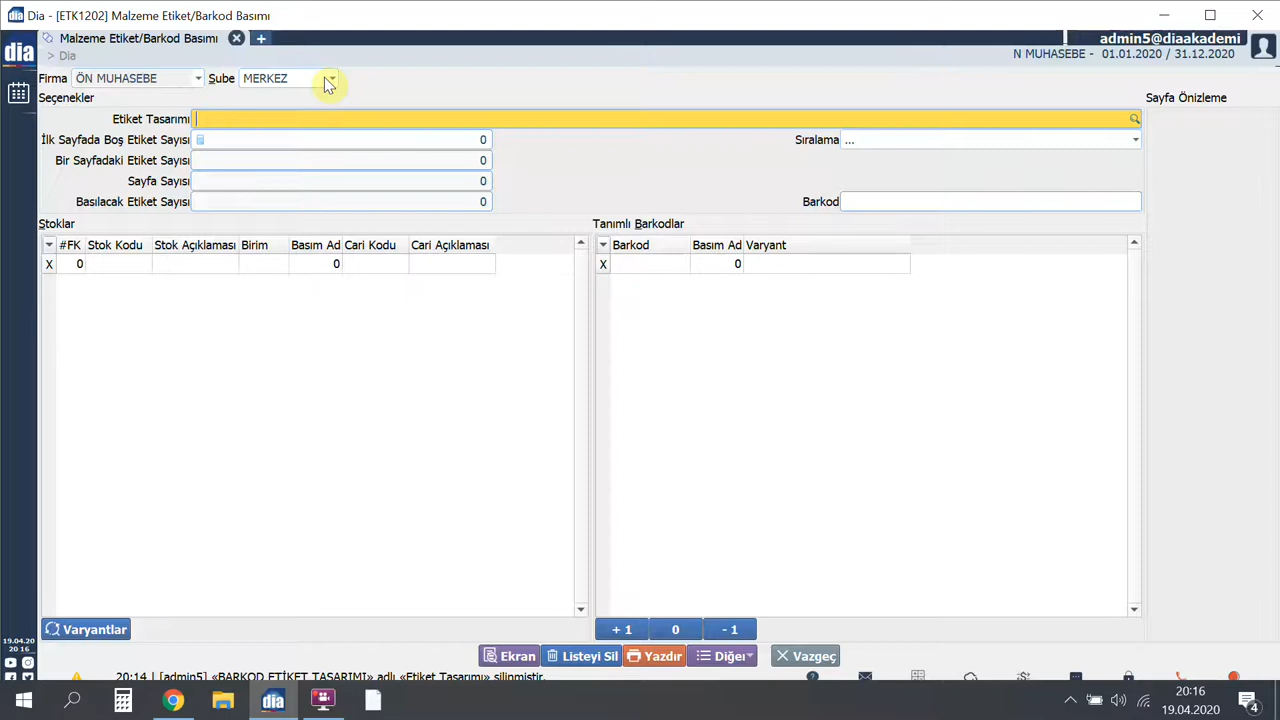 Dia - [ETK1202] Malzeme Etiket/Barkod Basımı
dia
Malzeme Etiket/Barkod Basımı
admin5@diaakademi
> Dia
N MUHASEBE - 01.01.2020 / 31.12.2020
Firma ÖN MUHASEBE Şube MERKEZ
Seçenekler
Sayfa Önizleme
Etiket Tasarımı
İlk Sayfada Boş Etiket Sayısı 0
Sıralama ...
Bir Sayfadaki Etiket Sayısı 0
Sayfa Sayısı 0
Basılacak Etiket Sayısı 0
Barkod
Stoklar
Tanımlı Barkodlar
#FK Stok Kodu Stok Açıklaması Birim Basım Ad Cari Kodu Cari Açıklaması
Barkod Basım Ad Varyant
X 0 0
X 0
Varyantlar
+ 1 0 - 1
19.04.20
20 16
Ekran Listeyi Sil Yazdır Diğer Vazgeç
20:14 | [admin5] «BARKOD ETİKET TASARIMI» adlı «Etiket Tasarımı» silinmiştir.
dia
20:16
19.04.2020
4